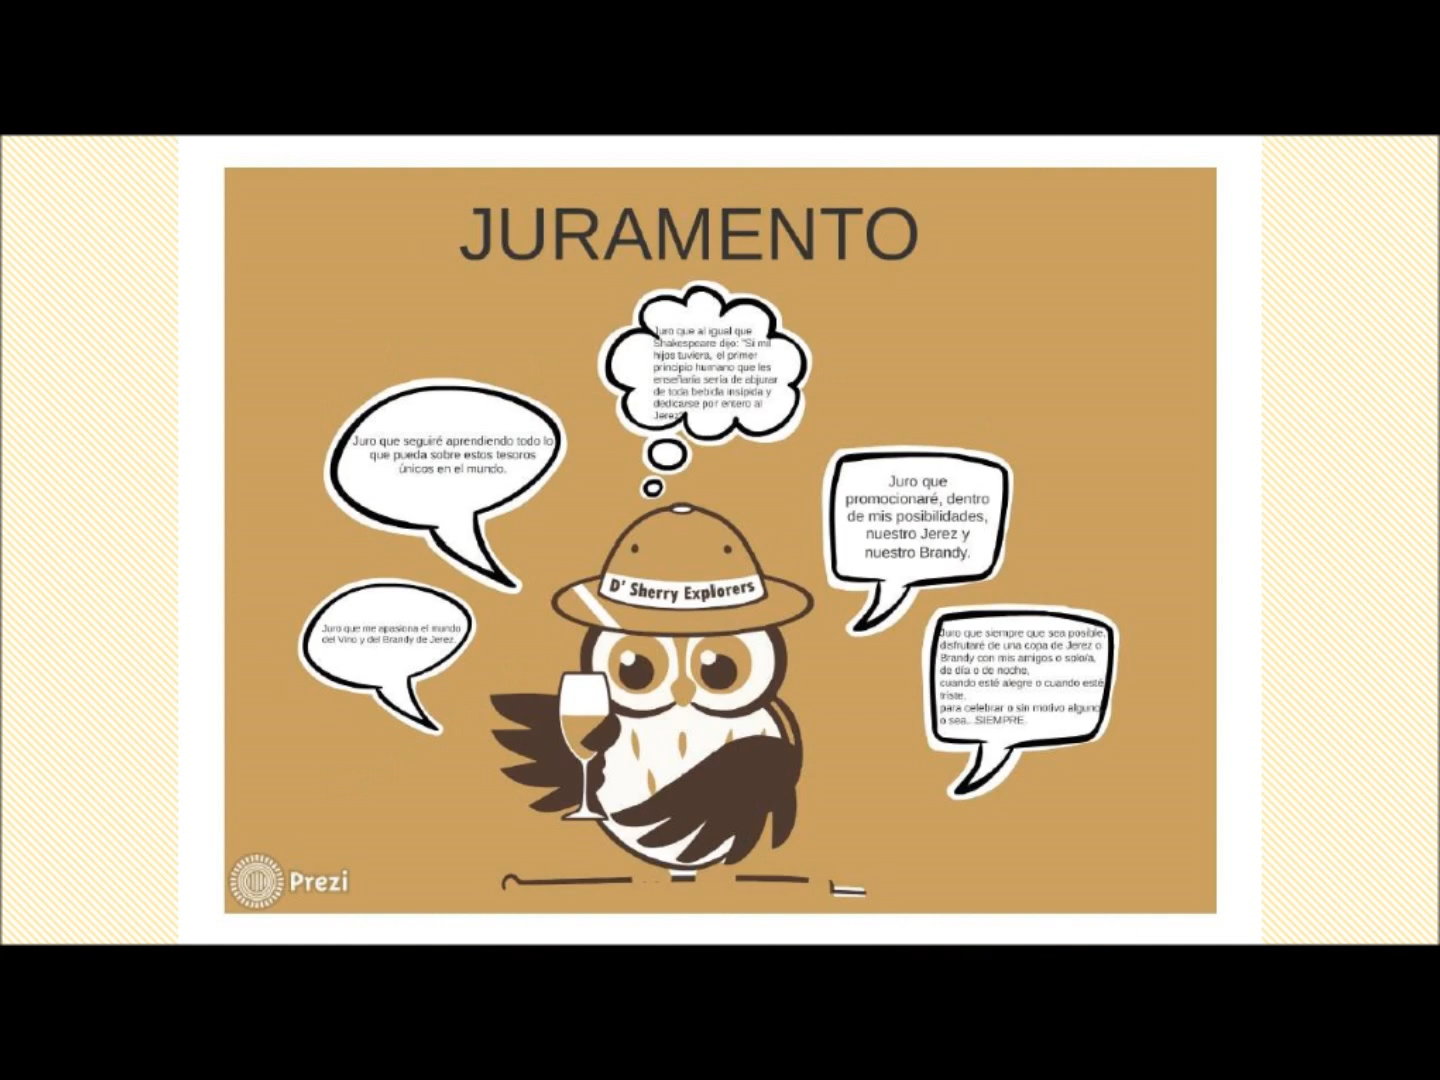 JURAMENTO
Juro que al igual que
Shakespeare dijo: "Si mil
hijos tuviera, el primer
principio humano que les
enseñaría sería de abjurar
de toda bebida insípida y
dedicarse por entero al
Jerez"
Juro que seguiré aprendiendo todo lo
que pueda sobre estos tesoros
únicos en el mundo.
Juro que
promocionaré, dentro
de mis posibilidades,
nuestro Jerez y
nuestro Brandy.
Juro que me apasiona el mundo
del Vino y del Brandy de Jerez.
Juro que siempre que sea posible,
disfrutaré de una copa de Jerez o
Brandy con mis amigos o solo/a,
de día o de noche,
cuando esté alegre o cuando esté
triste,
para celebrar o sin motivo alguno
o sea...SIEMPRE.
D' Sherry Explorers
Prezi